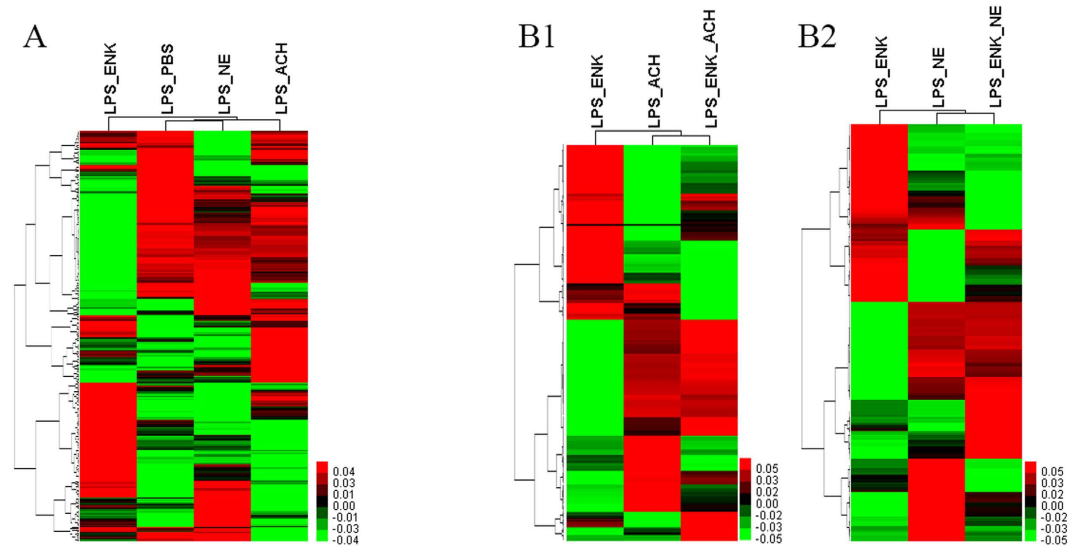 A
LPS_ENK
LPS_PBS
LPS_NE
LPS_ACH
0.04
0.03
0.01
0.00
-0.01
-0.03
-0.04
B1
LPS_ENK
LPS_ACH
LPS_ENK_ACH
0.05
0.03
0.02
0.00
-0.02
-0.03
-0.05
B2
LPS_ENK
LPS_NE
LPS_ENK_NE
0.05
0.03
0.02
0.00
-0.02
-0.03
-0.05